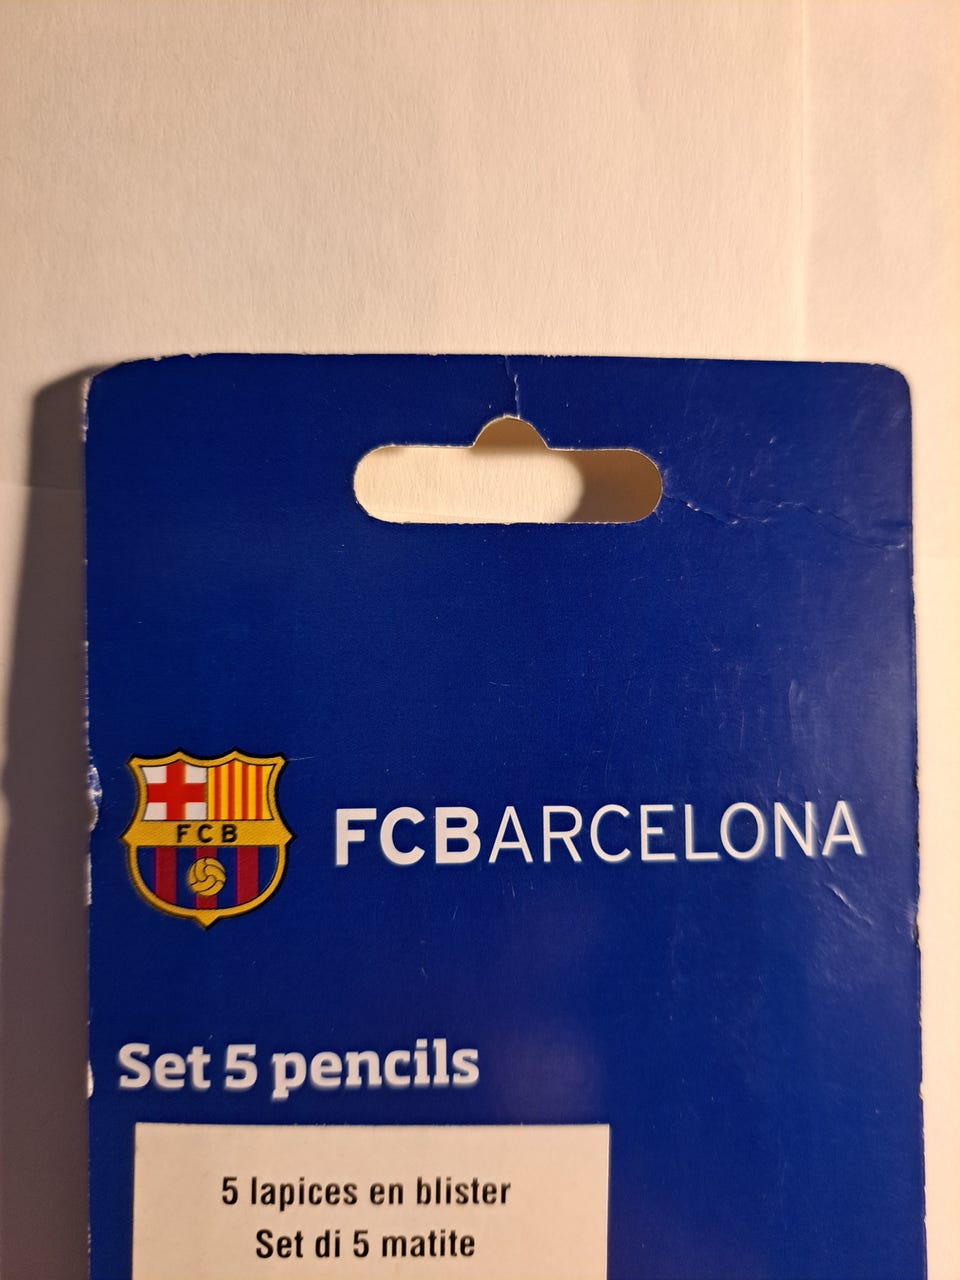 FCB
FCBARCELONA
Set 5 pencils
5 lapices en blister
Set di 5 matite